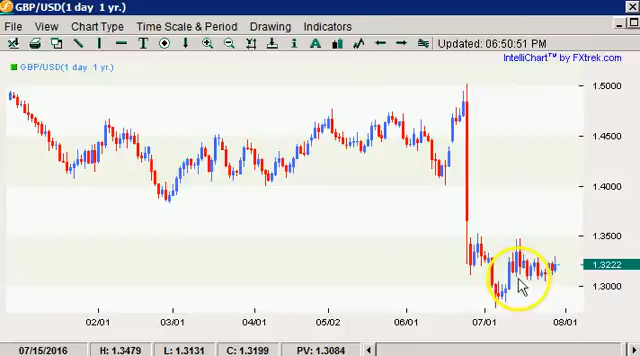 GBP/USD(1 day 1 yr.)
File View Chart Type Time Scale & Period Drawing Indicators
Updated: 06:50:51 PM
IntelliChart™ by FXtrek.com
GBP/USD(1 day 1 yr.)
1.5000
1.4500
1.4000
1.3500
1.3222
1.3000
02/01 03/01 04/01 05/02 06/01 07/01 08/01
07/15/2016 H: 1.3479 L: 1.3131 C: 1.3199 PV: 1.3084